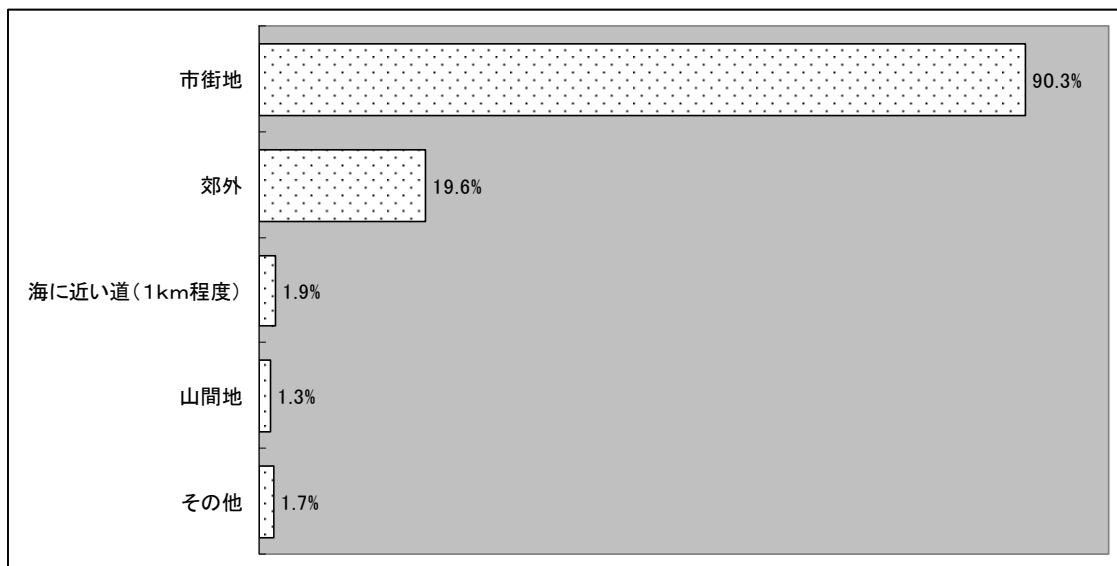 市街地
90.3%
郊外
19.6%
海に近い道(1km程度)
1.9%
山間地
1.3%
その他
1.7%